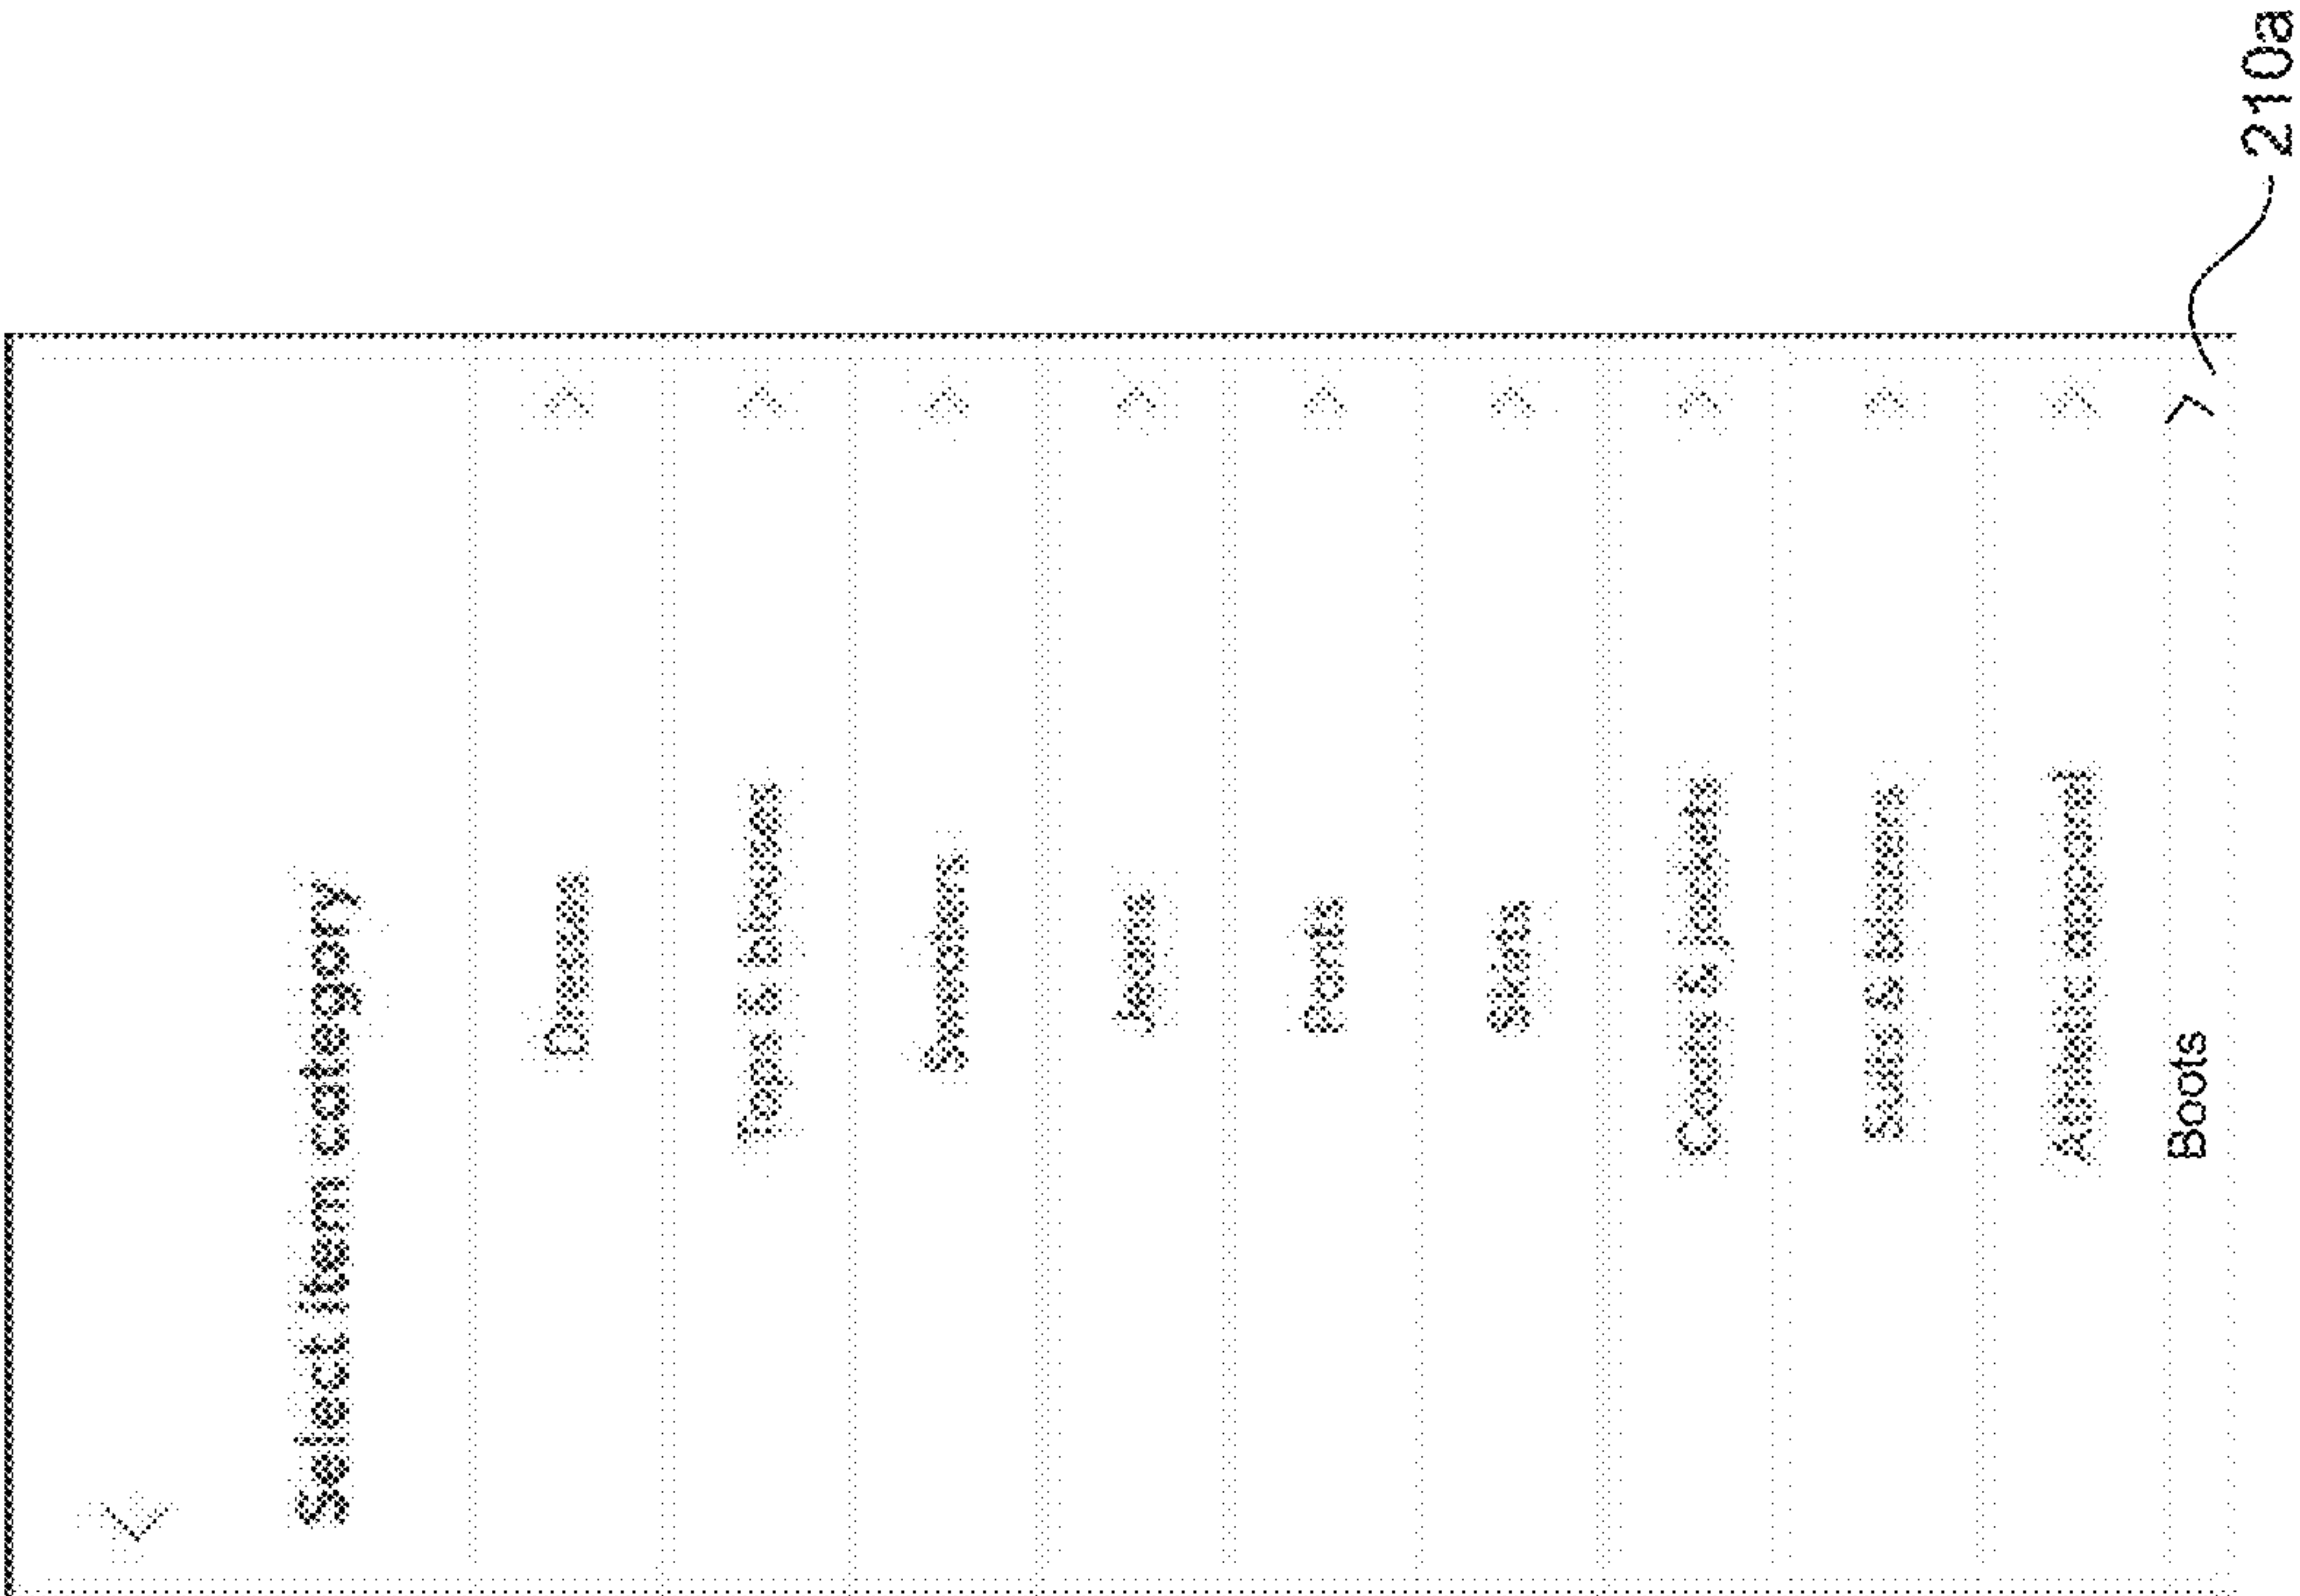 Select item category
Dresses
Tops & blouses
Sweaters
Jeans
Pants
Skirts
Coats & jackets
Suits & blazers
Athletic apparel
Boots
210a